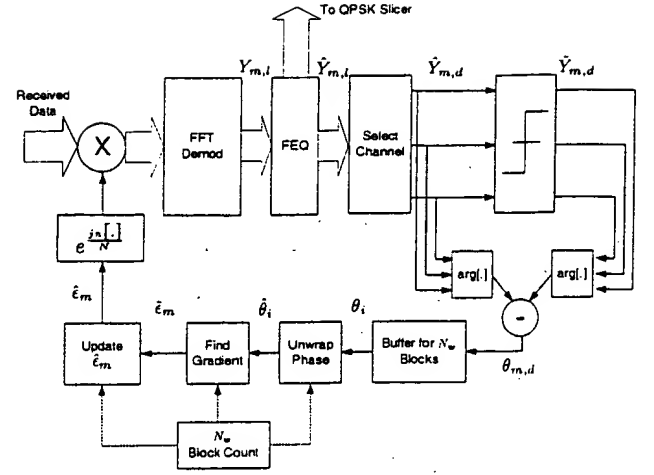 To QPSK Slicer
Y_{m,l}
Ŷ_{m,l}
Ŷ_{m,d}
Ỹ_{m,d}
Received
Data
X
FFT
Demod
FEQ
Select
Channel
e^{jn[.]/N}
arg[.]
arg[.]
-
ε̂_m
ε̃_m
θ̂_i
θ_i
θ_{m,d}
Update
ε̂_m
Find
Gradient
Unwrap
Phase
Buffer for N_w
Blocks
N_w
Block Count